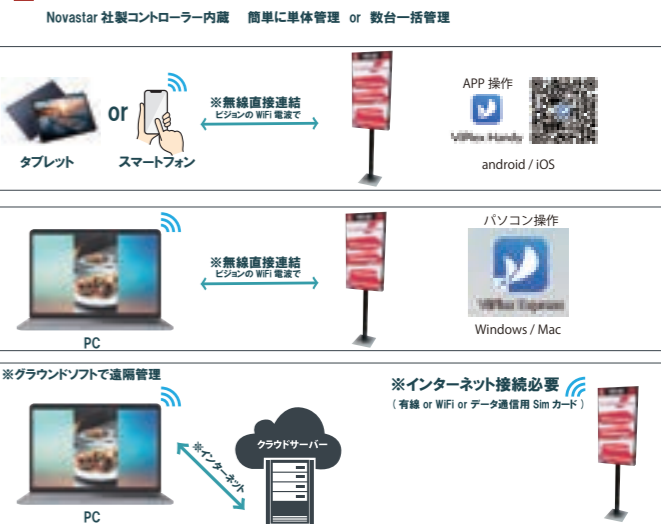 Novastar 社製コントローラー内蔵　簡単に単体管理 or 数台一括管理
or
※無線直接連結
ビジョンの WiFi 電波で
タブレット
スマートフォン
APP 操作
ViPlex Handy
android / iOS
※無線直接連結
ビジョンの WiFi 電波で
PC
パソコン操作
ViPlex Express
Windows / Mac
※グラウンドソフトで遠隔管理
PC
※インターネット
クラウドサーバー
※インターネット接続必要
（ 有線 or WiFi or データ通信用 Sim カード ）